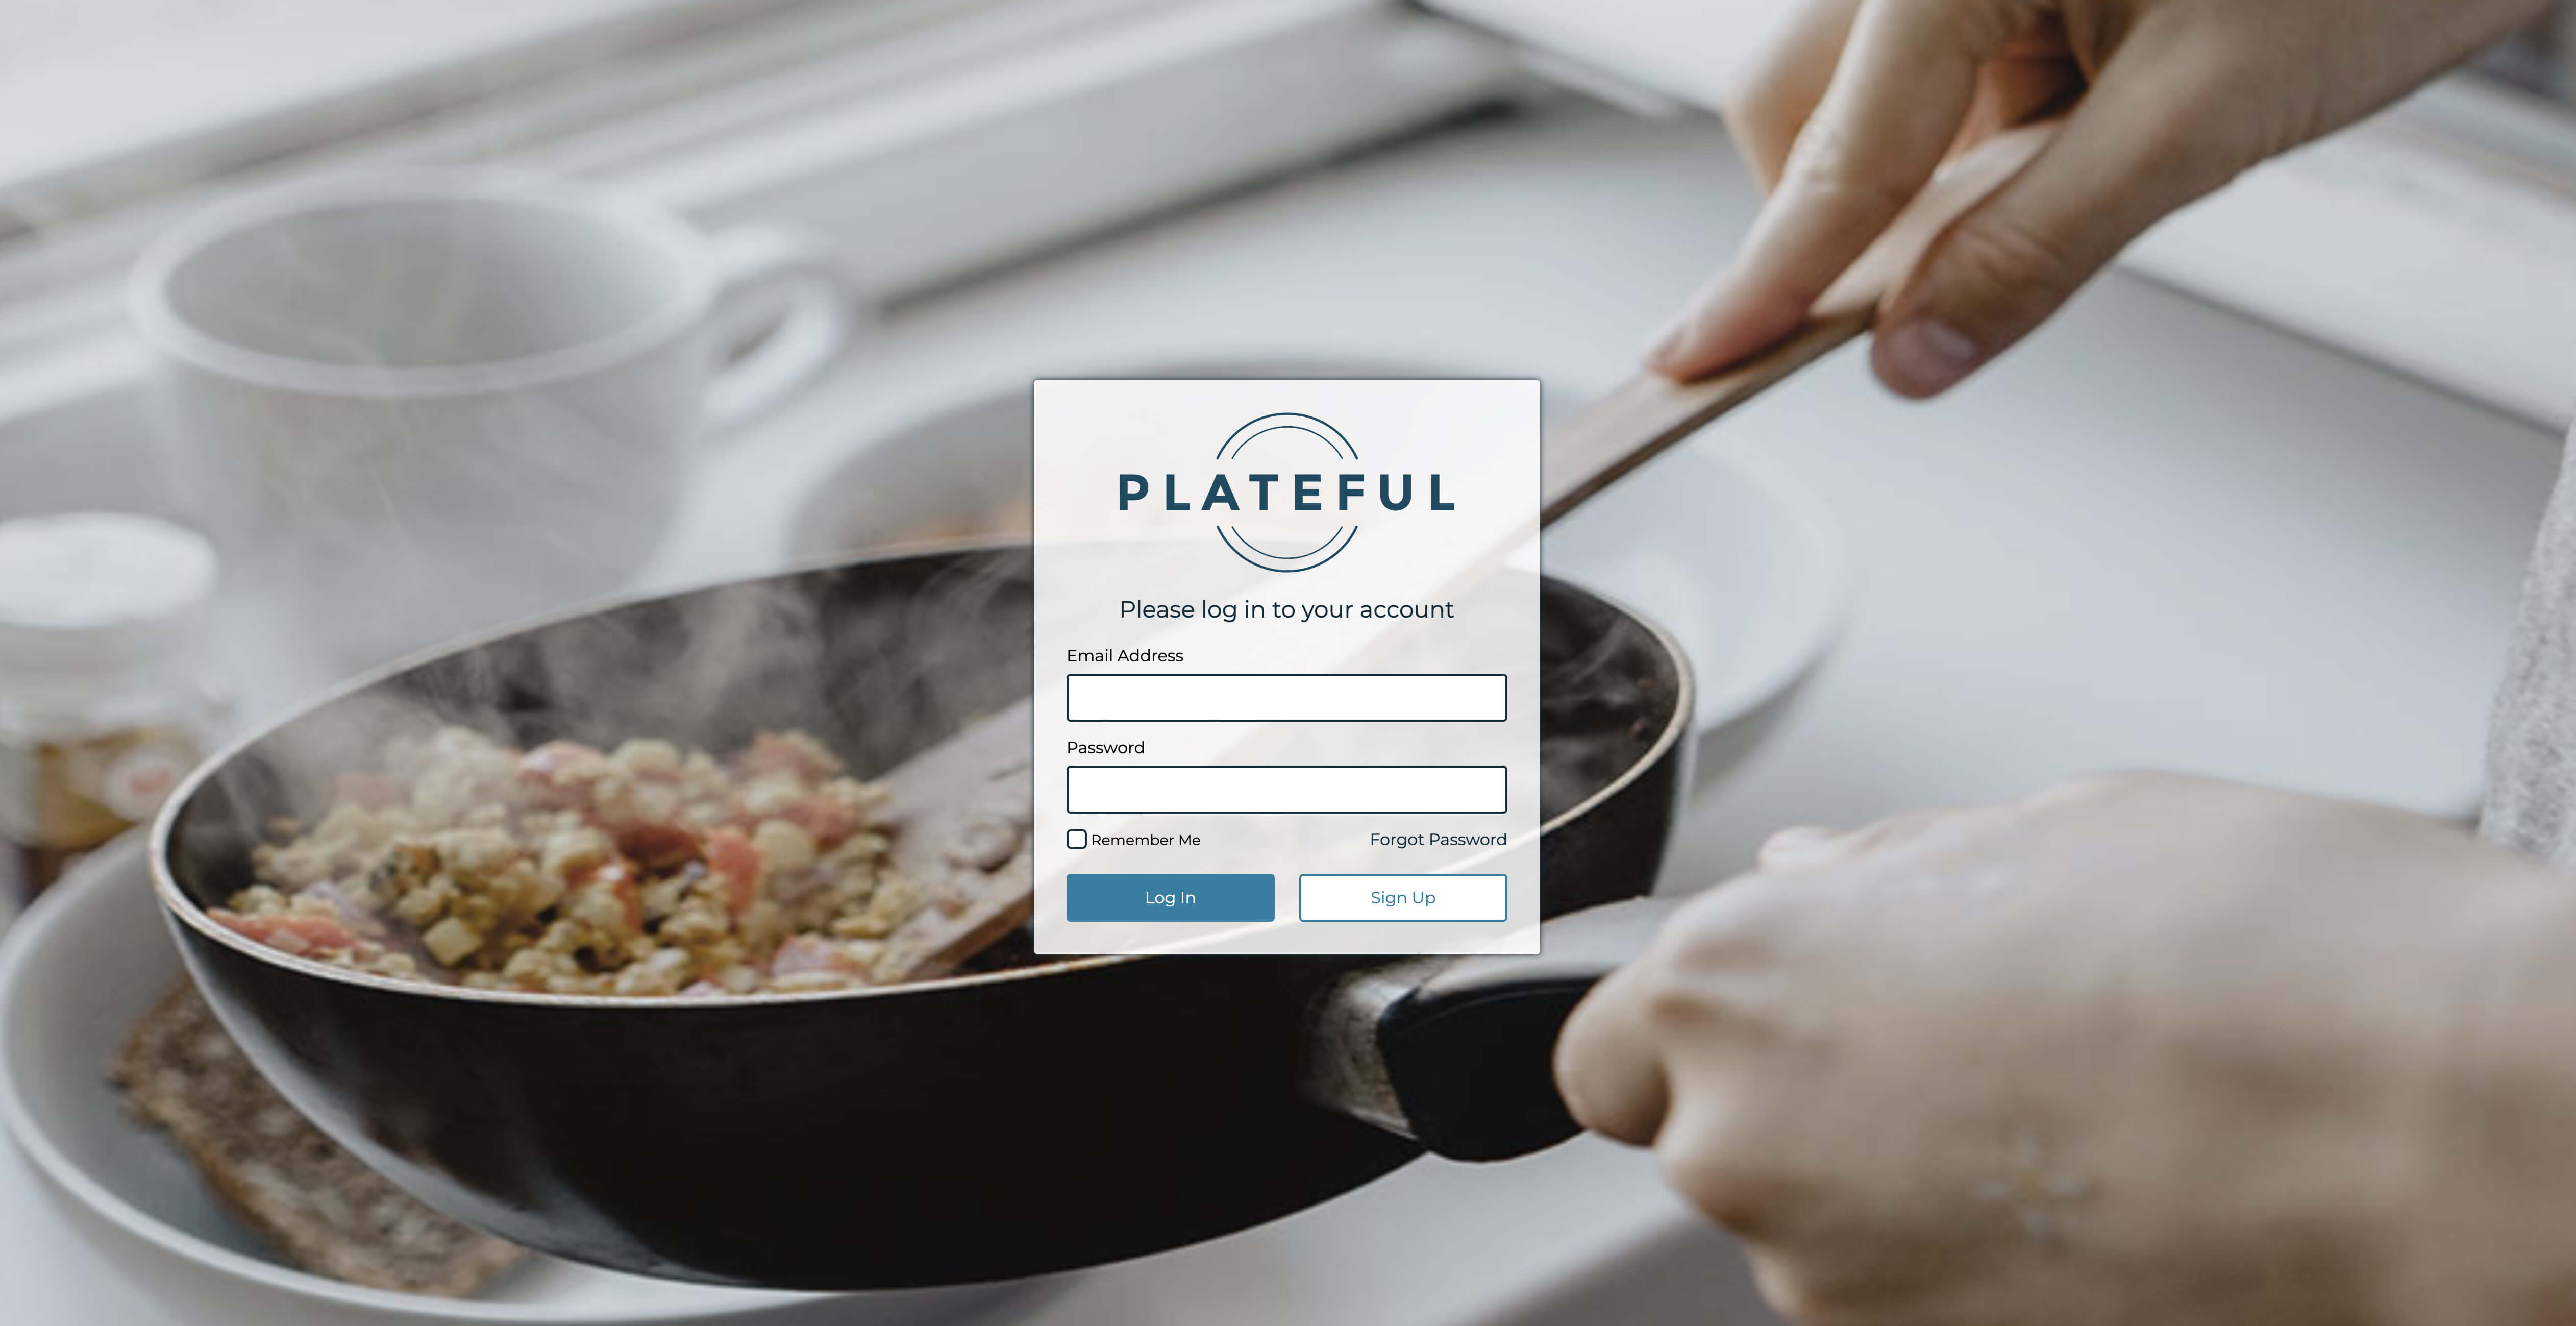 PLATEFUL
Please log in to your account
Email Address
Password
Remember Me
Forgot Password
Log In
Sign Up